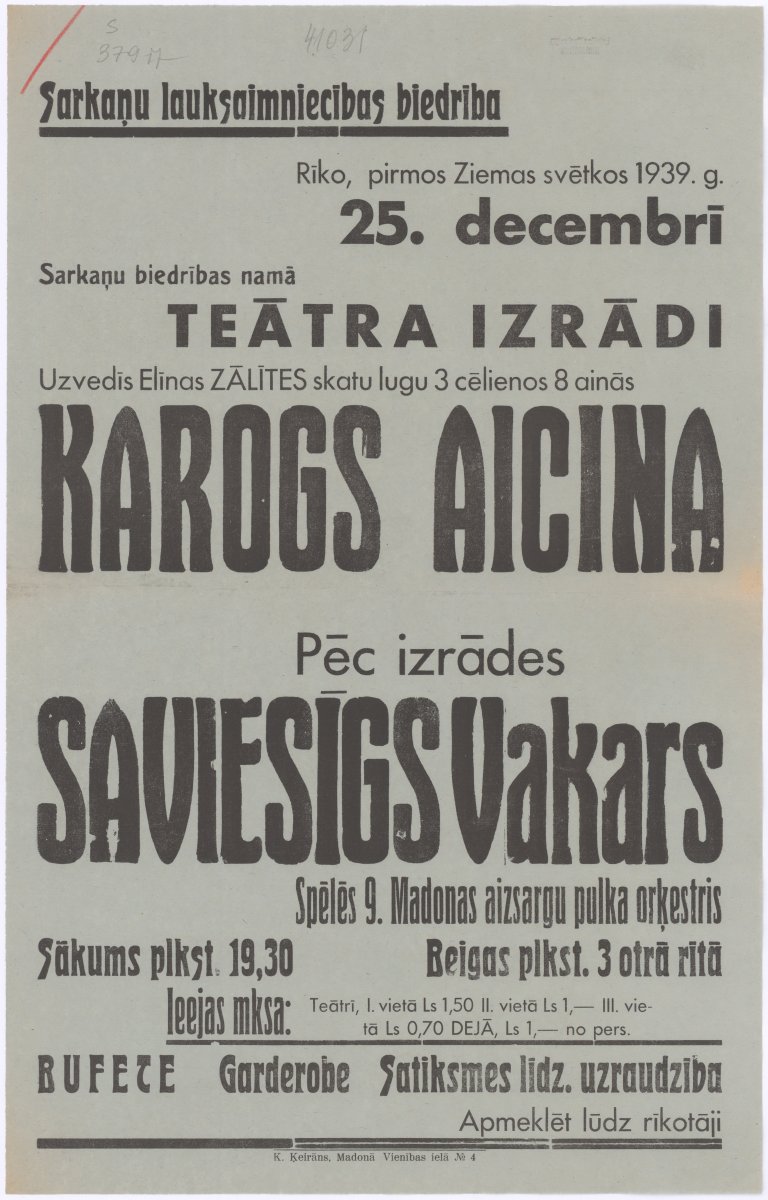 S
379
41031
Sarkaņu lauksaimniecības biedrība
Rīko, pirmos Ziemas svētkos 1939. g.
25. decembrī
Sarkaņu biedrības namā
TEĀTRA IZRĀDI
Uzvedīs Elīnas ZĀLĪTES skatu lugu 3 cēlienos 8 ainās
KAROGS AICINA
Pēc izrādes
SAVIESĪGS vakars
Spēlēs 9. Madonas aizsargu pulka orķestris
Sākums plkst. 19,30 Beigas plkst. 3 otrā rītā
Ieejas mksa: Teātrī, I. vietā Ls 1,50 II. vietā Ls 1,— III. vie-
tā Ls 0,70 DEJĀ, Ls 1,— no pers.
BUFETE Garderobe Satiksmes līdz. uzraudzība
Apmeklēt lūdz rīkotāji
K. Ķeirāns, Madonā Vienības ielā № 4